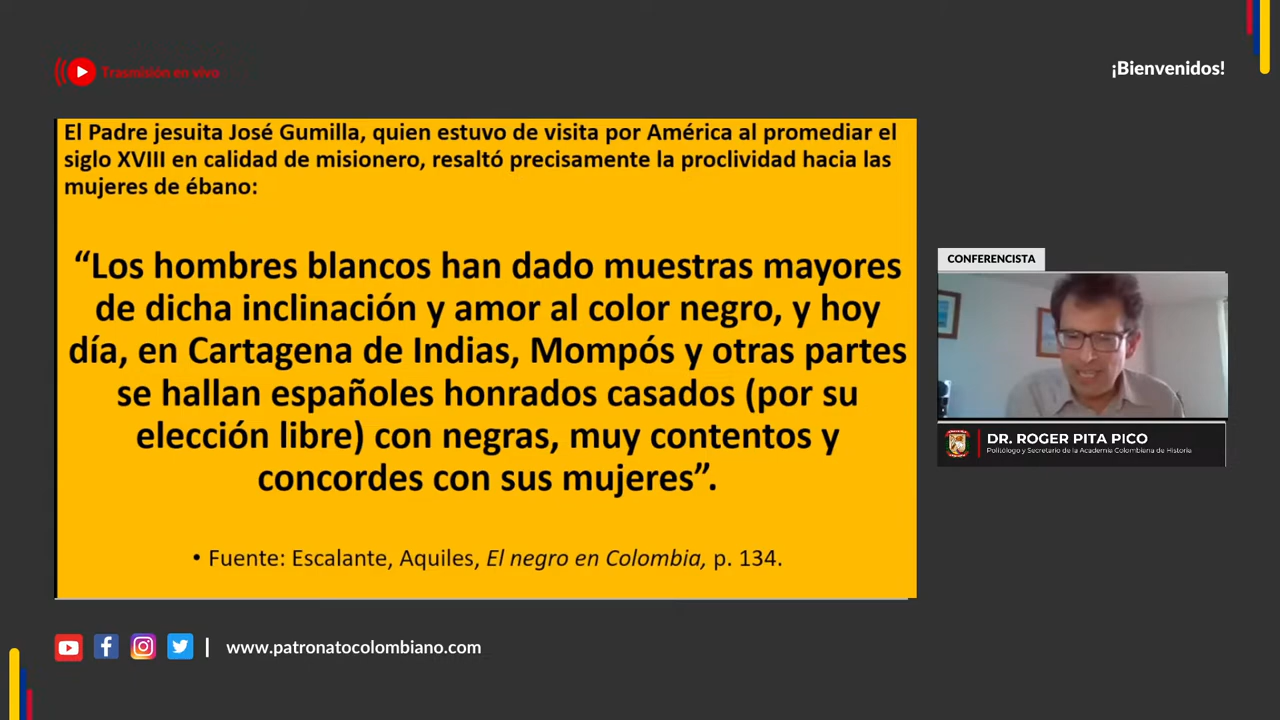 Trasmisión en vivo
¡Bienvenidos!
El Padre jesuita José Gumilla, quien estuvo de visita por América al promediar el
siglo XVIII en calidad de misionero, resaltó precisamente la proclividad hacia las
mujeres de ébano:
“Los hombres blancos han dado muestras mayores
de dicha inclinación y amor al color negro, y hoy
día, en Cartagena de Indias, Mompós y otras partes
se hallan españoles honrados casados (por su
elección libre) con negras, muy contentos y
concordes con sus mujeres”.
• Fuente: Escalante, Aquiles, El negro en Colombia, p. 134.
CONFERENCISTA
DR. ROGER PITA PICO
Politólogo y Secretario de la Academia Colombiana de Historia
www.patronatocolombiano.com